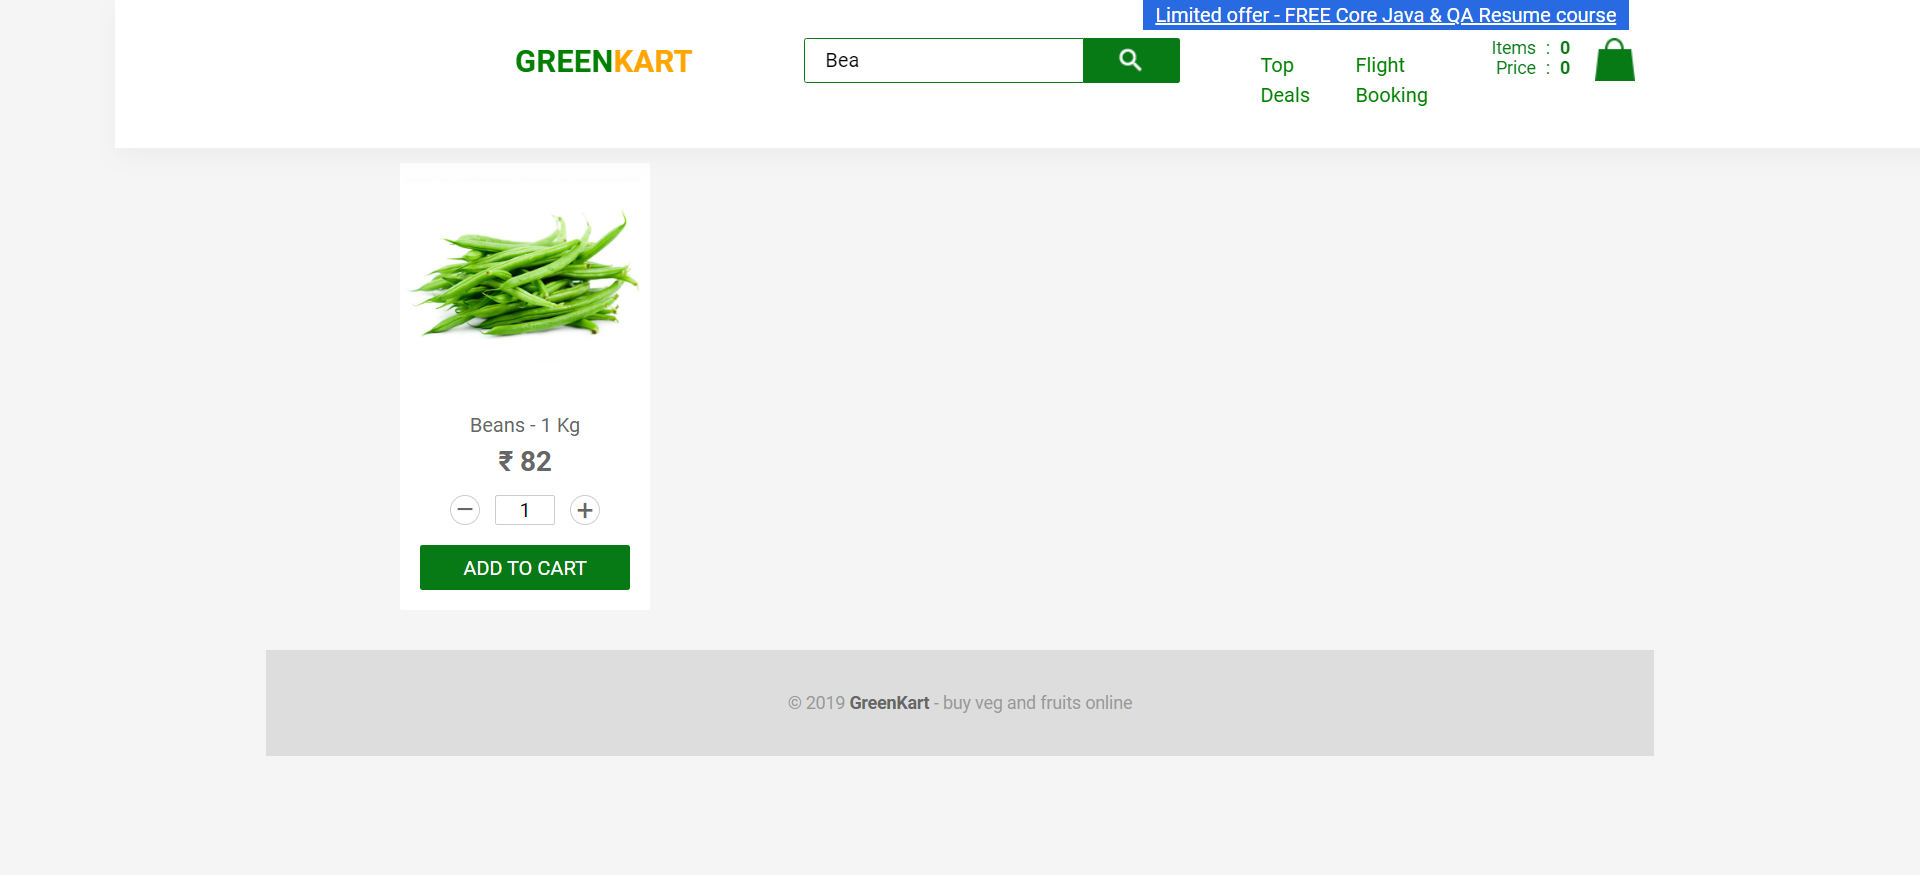 Limited offer - FREE Core Java & QA Resume course
GREENKART
Bea
Top
Deals
Flight
Booking
Items : 0
Price : 0
Beans - 1 Kg
₹ 82
1
ADD TO CART
© 2019 GreenKart - buy veg and fruits online